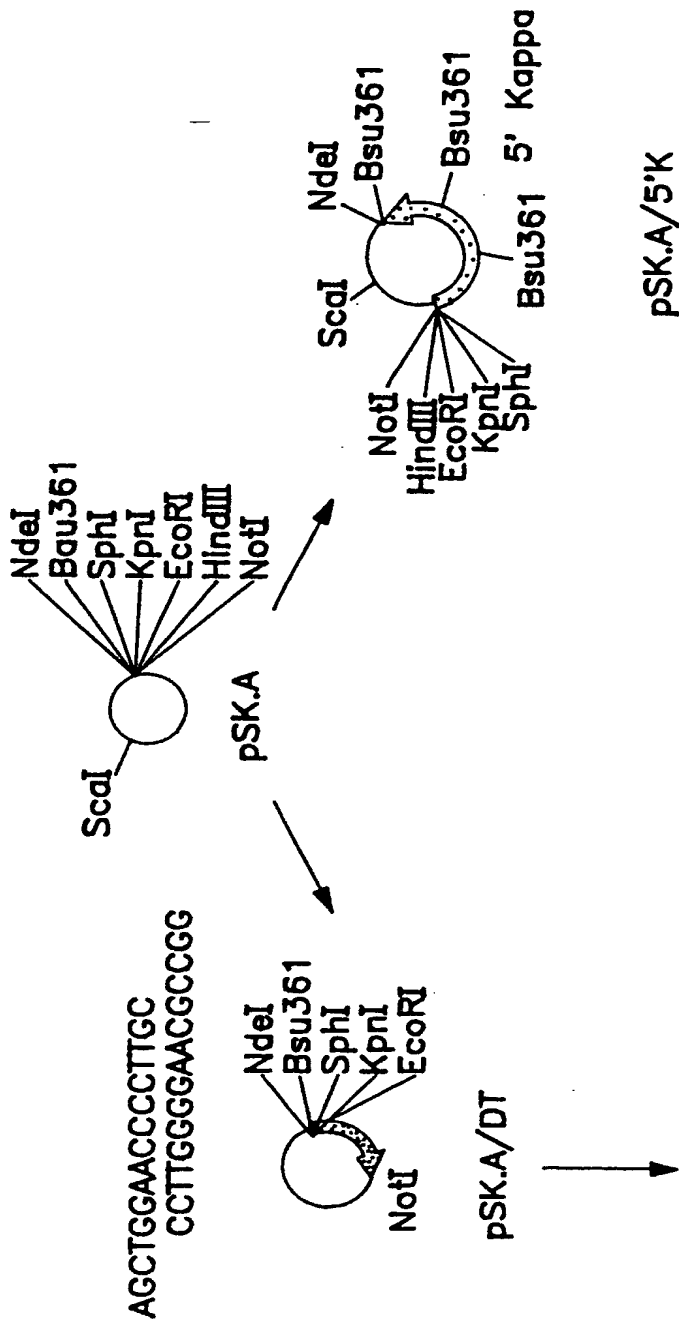 AGCTGGAACCCCTTGC
CCTTGGGGAACGCCGG
ScaI
NdeI
Bau361
SphI
KpnI
EcoRI
HindIII
NotI
pSK.A
NdeI
Bsu361
SphI
KpnI
EcoRI
NotI
pSK.A/DT
ScaI
NdeI
Bsu361
Bsu361
Bsu361
5' Kappa
NotI
HindIII
EcoRI
KpnI
SphI
pSK.A/5'K